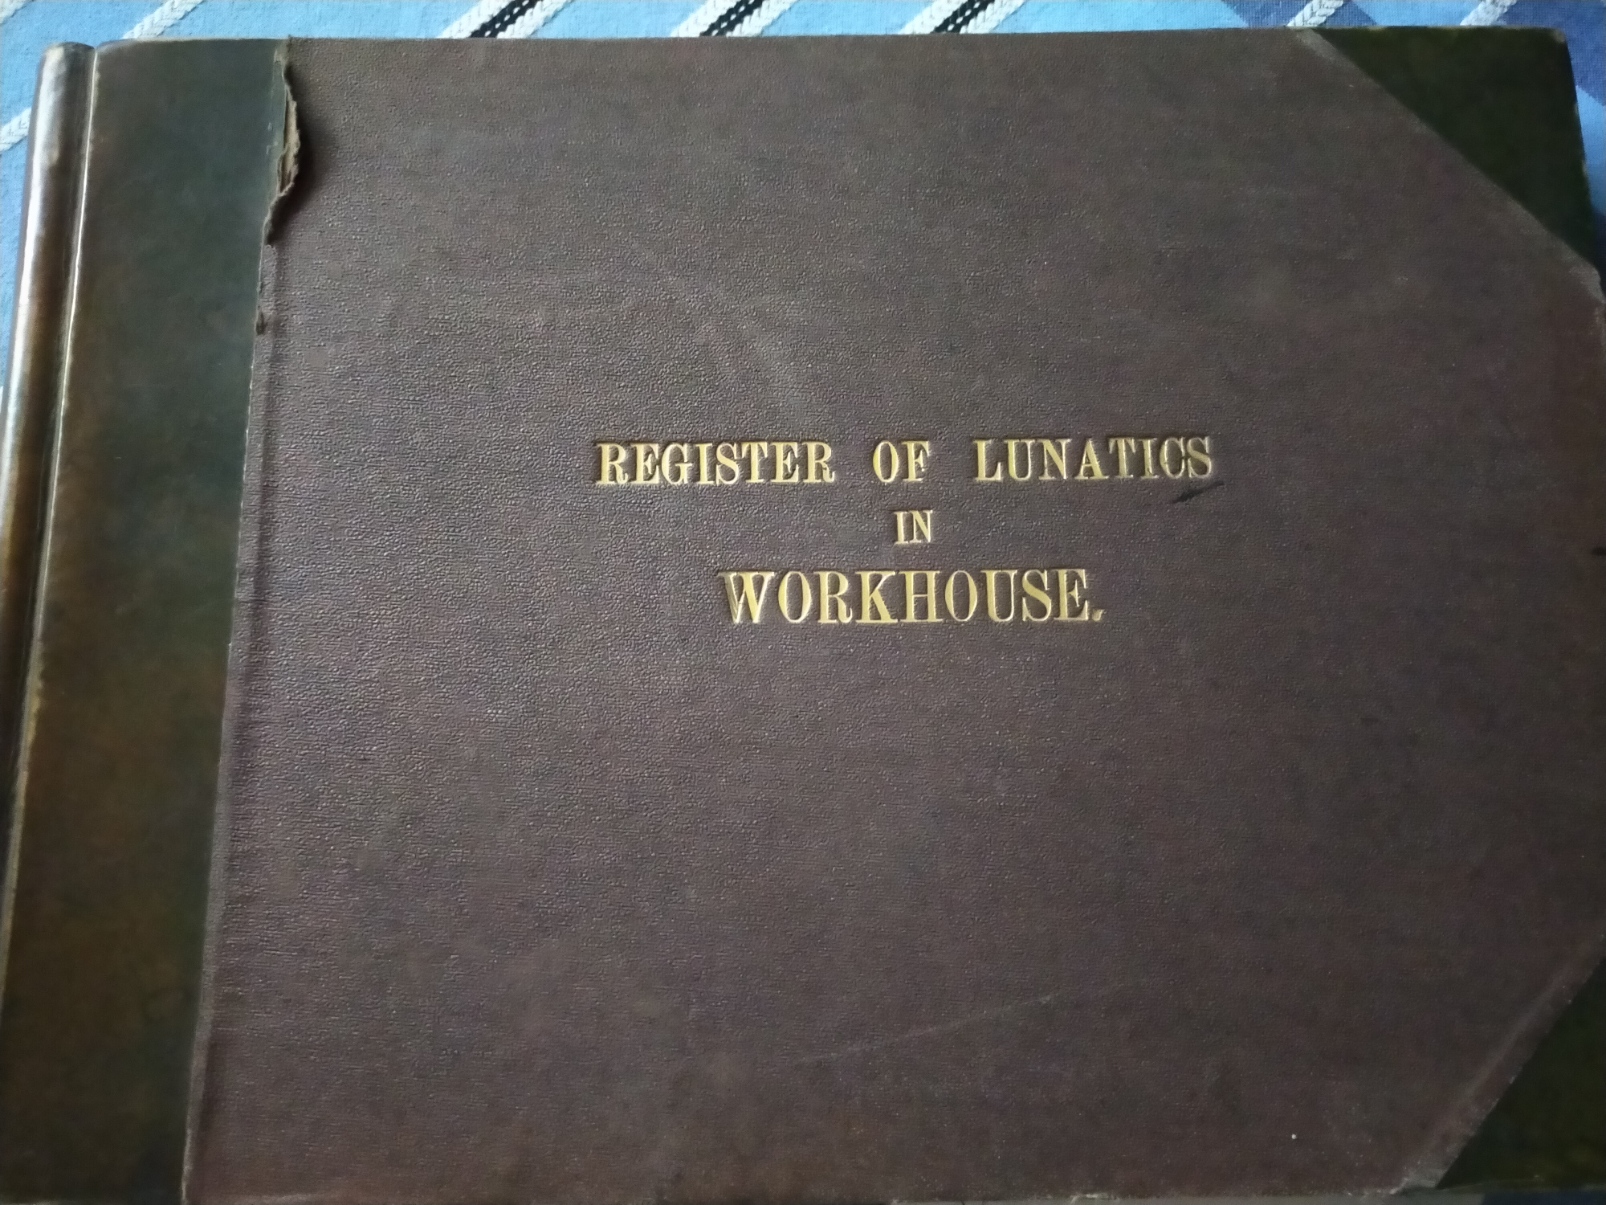 REGISTER OF LUNATICS
IN
WORKHOUSE.